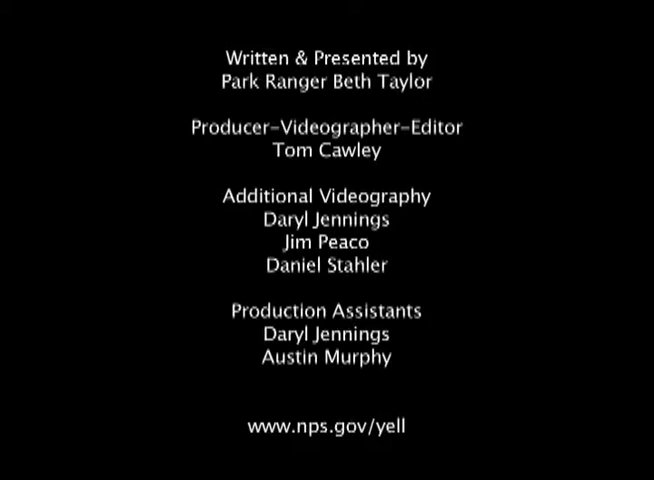 Written & Presented by
Park Ranger Beth Taylor
Producer-Videographer-Editor
Tom Cawley
Additional Videography
Daryl Jennings
Jim Peaco
Daniel Stahler
Production Assistants
Daryl Jennings
Austin Murphy
www.nps.gov/yell